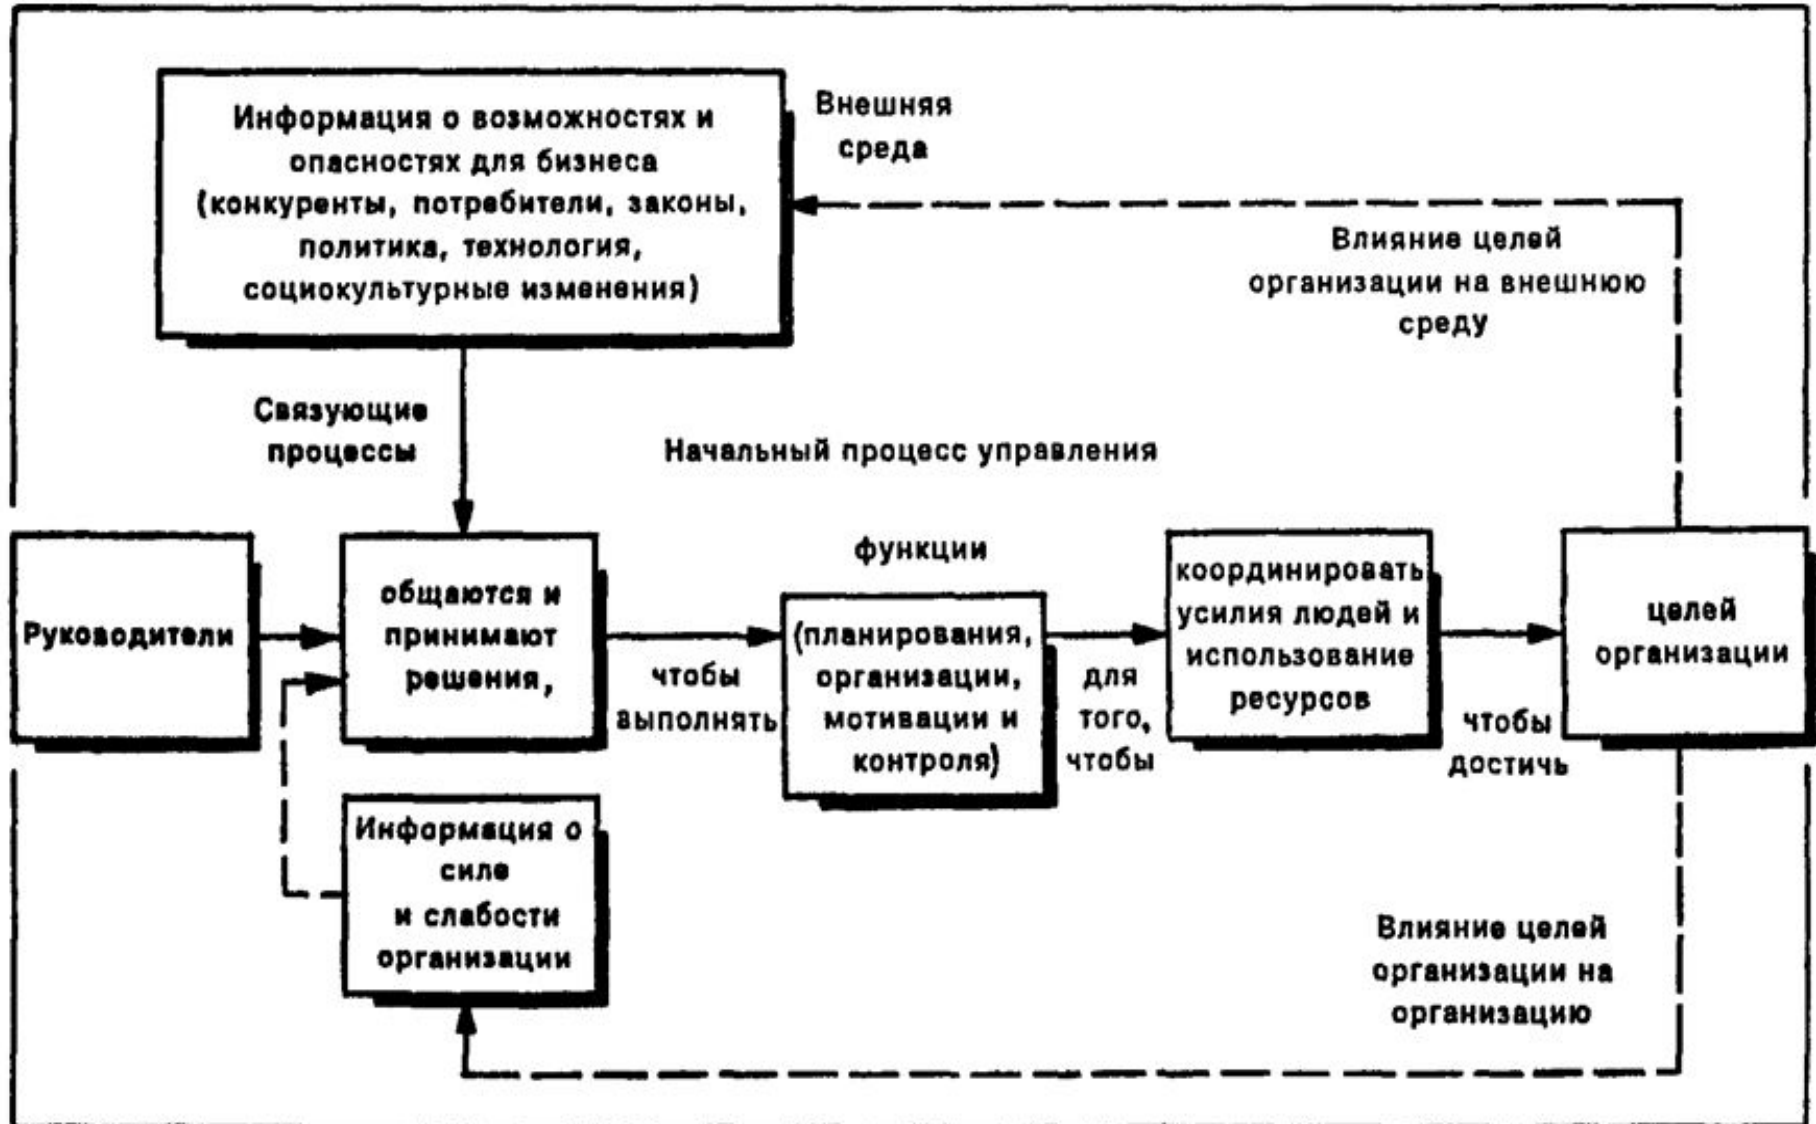 Информация о возможностях и
опасностях для бизнеса
(конкуренты, потребители, законы,
политика, технология,
социокультурные изменения)
Внешняя
среда
Влияние целей
организации на внешнюю
среду
Связующие
процессы
Начальный процесс управления
Руководители
общаются и
принимают
решения,
чтобы
выполнять
функции
(планирования,
организации,
мотивации и
контроля)
для
того,
чтобы
координировать
усилия людей и
использование
ресурсов
чтобы
достичь
целей
организации
Информация о
силе
и слабости
организации
Влияние целей
организации на
организацию